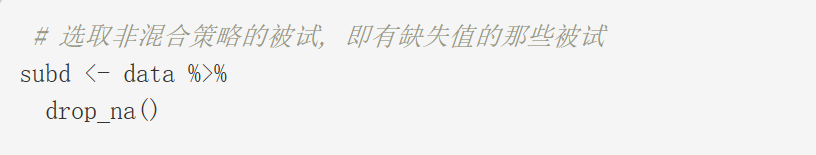 # 选取非混合策略的被试, 即有缺失值的那些被试
subd <- data %>%
drop_na()